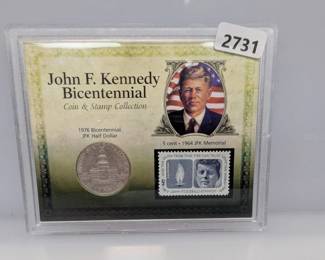 2731
John F. Kennedy
Bicentennial
Coin & Stamp Collection
1976 Bicentennial
JFK Half Dollar
5 cent • 1964 JFK Memorial